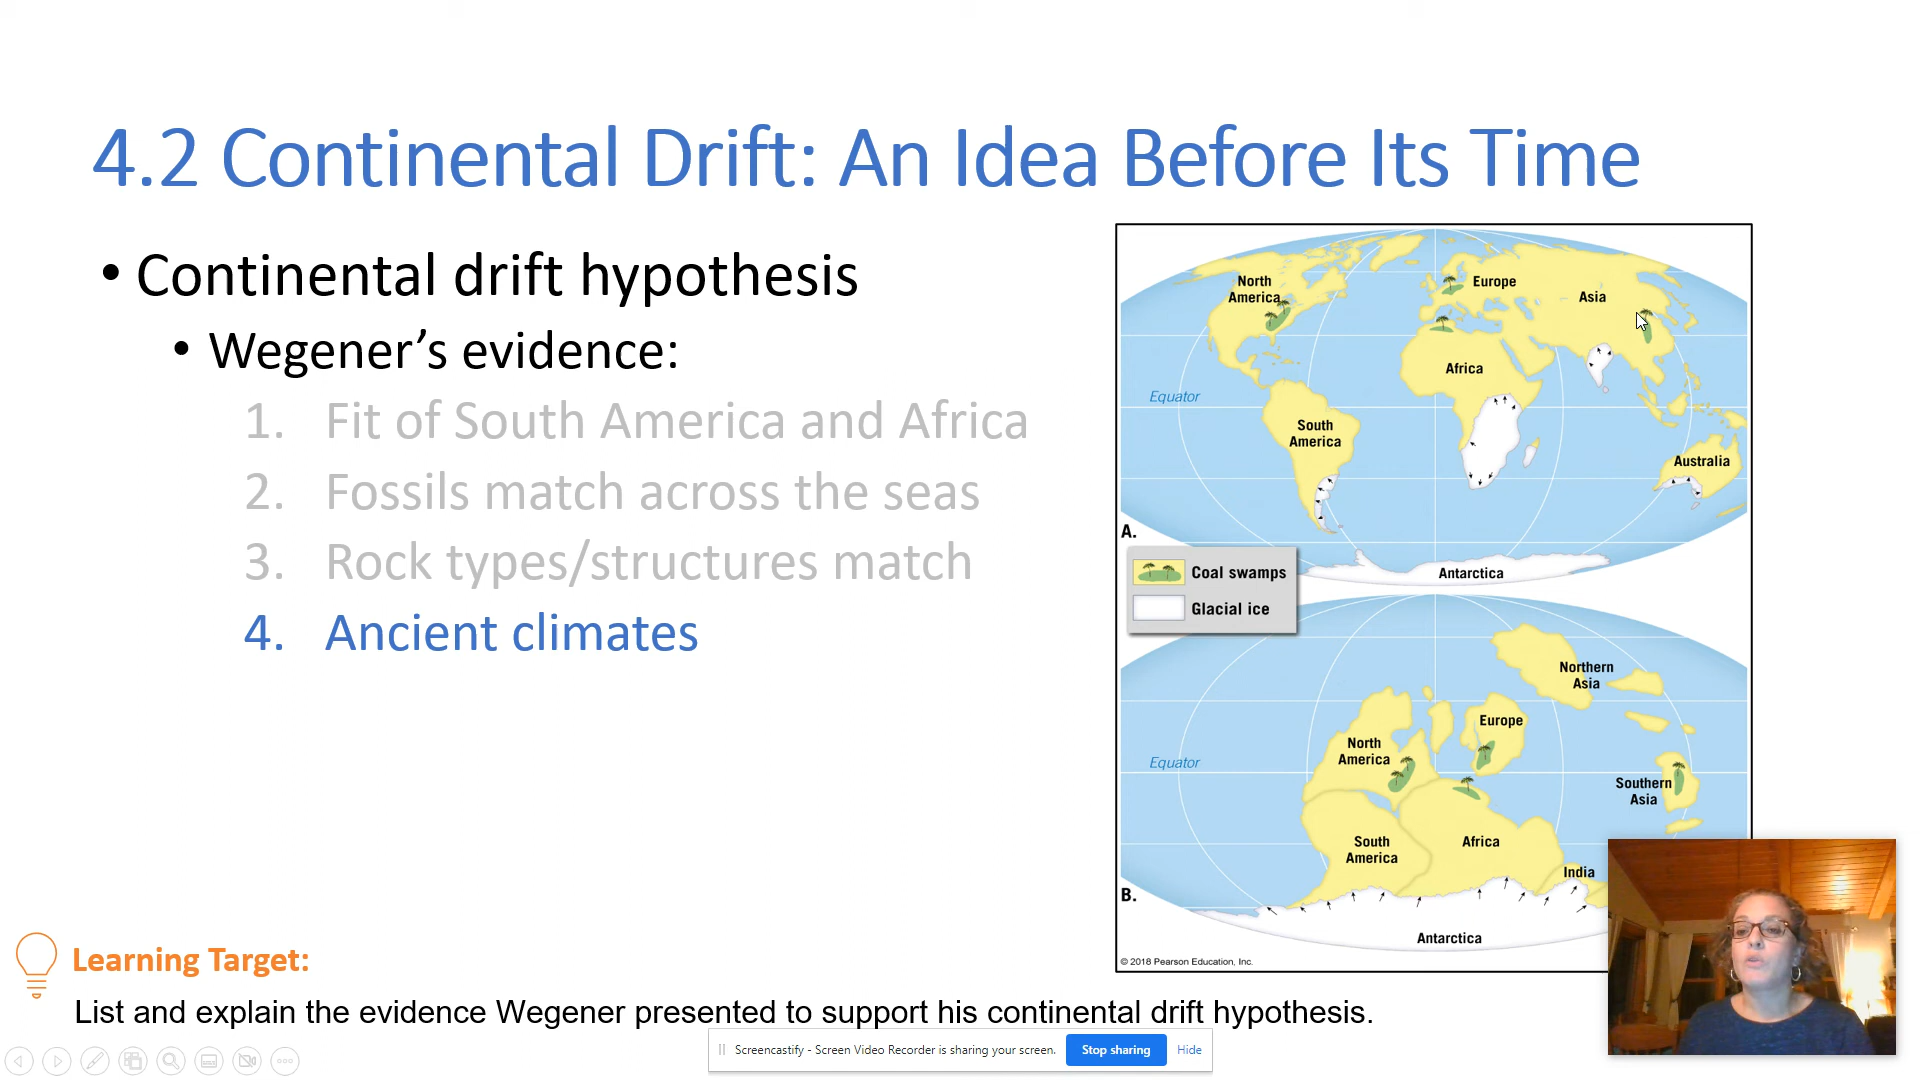 4.2 Continental Drift: An Idea Before Its Time
• Continental drift hypothesis
• Wegener’s evidence:
1. Fit of South America and Africa
2. Fossils match across the seas
3. Rock types/structures match
4. Ancient climates
North
America
Europe
Asia
Africa
Equator
South
America
Australia
A.
Antarctica
Coal swamps
Glacial ice
Northern
Asia
Europe
North
America
Equator
Southern
Asia
South
America
Africa
India
B.
Antarctica
© 2018 Pearson Education, Inc.
Learning Target:
List and explain the evidence Wegener presented to support his continental drift hypothesis.
Screencastify - Screen Video Recorder is sharing your screen.
Stop sharing
Hide